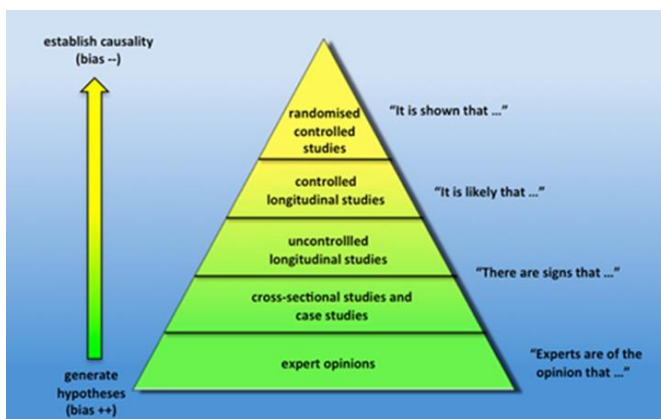 establish causality
(bias --)
randomised
controlled
studies
“It is shown that ...”
controlled
longitudinal studies
“It is likely that ...”
uncontrollled
longitudinal studies
“There are signs that ...”
cross-sectional studies and
case studies
expert opinions
“Experts are of the
opinion that ...”
generate
hypotheses
(bias ++)